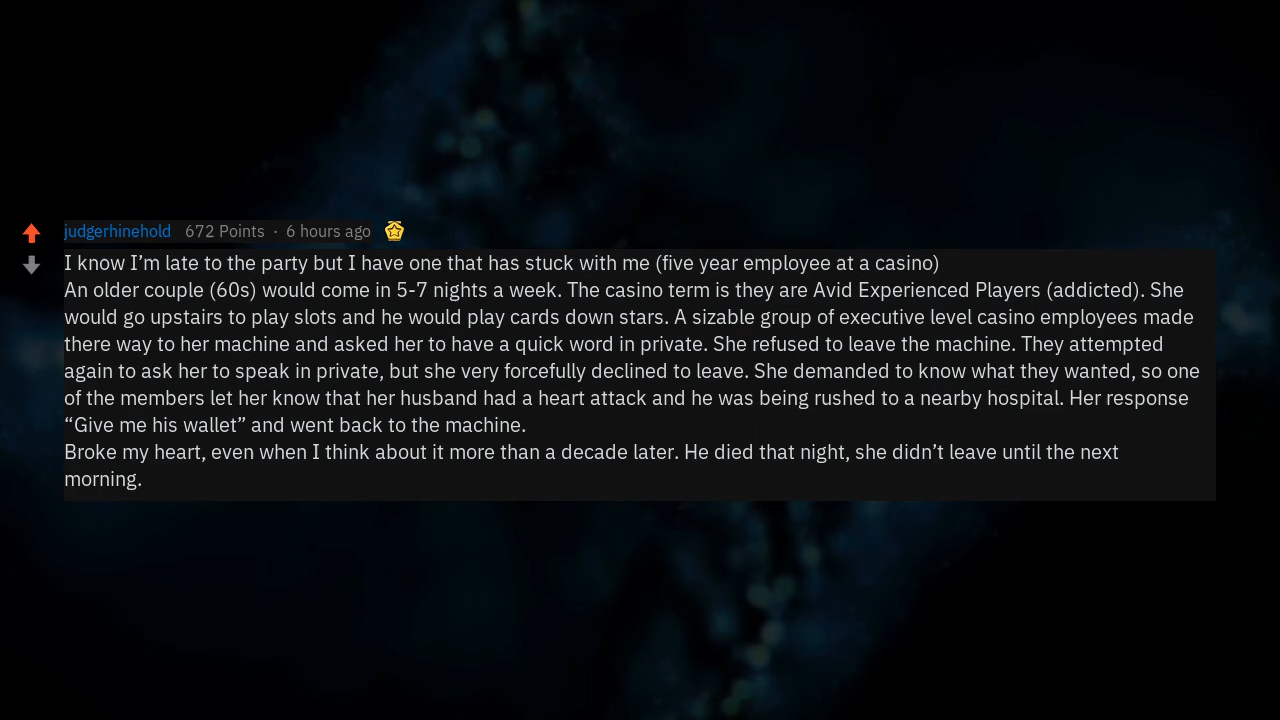 judgerhinehold 672 Points · 6 hours ago
I know I’m late to the party but I have one that has stuck with me (five year employee at a casino)
An older couple (60s) would come in 5-7 nights a week. The casino term is they are Avid Experienced Players (addicted). She
would go upstairs to play slots and he would play cards down stars. A sizable group of executive level casino employees made
there way to her machine and asked her to have a quick word in private. She refused to leave the machine. They attempted
again to ask her to speak in private, but she very forcefully declined to leave. She demanded to know what they wanted, so one
of the members let her know that her husband had a heart attack and he was being rushed to a nearby hospital. Her response
“Give me his wallet” and went back to the machine.
Broke my heart, even when I think about it more than a decade later. He died that night, she didn’t leave until the next
morning.